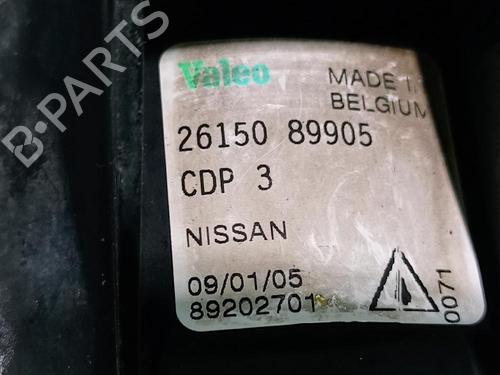 B-PARTS
Valeo
MADE
BELGIUM
26150 89905
CDP 3
NISSAN
09/01/05
89202701
0071